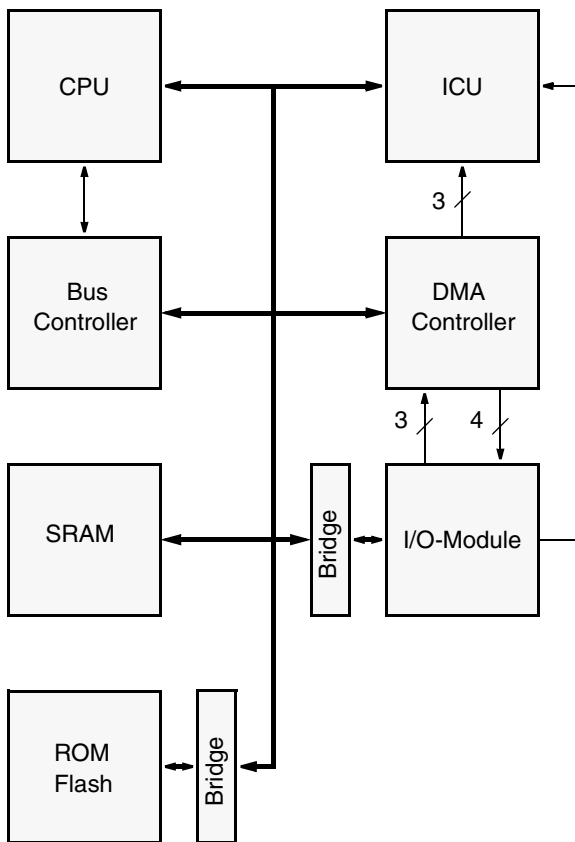 CPU
ICU
3
Bus
Controller
DMA
Controller
3
4
SRAM
Bridge
I/O-Module
ROM
Flash
Bridge